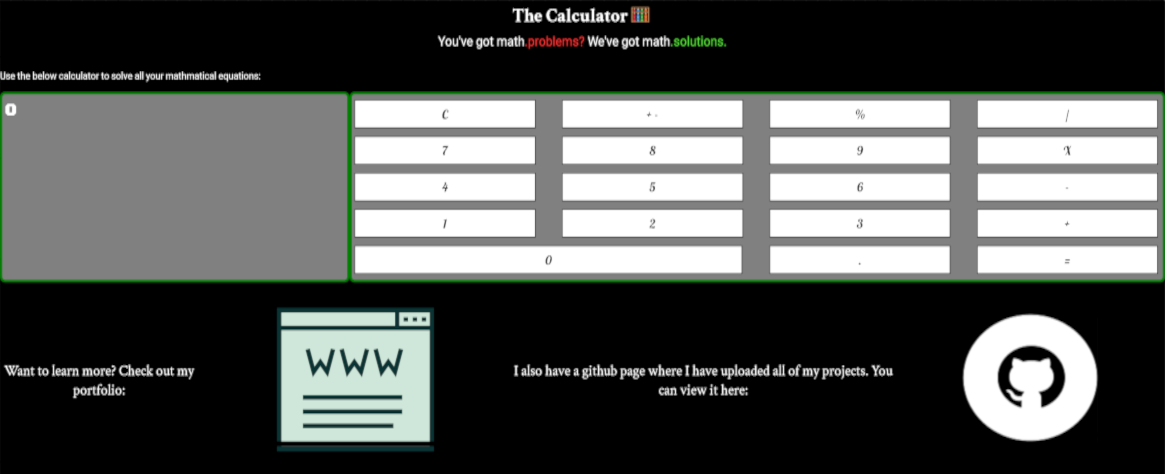 The Calculator
You've got math.problems? We've got math.solutions.
Use the below calculator to solve all your mathmatical equations:
0
C + - % /
7 8 9 X
4 5 6 -
1 2 3 +
0 . =
WWW
Want to learn more? Check out my
portfolio:
I also have a github page where I have uploaded all of my projects. You
can view it here: